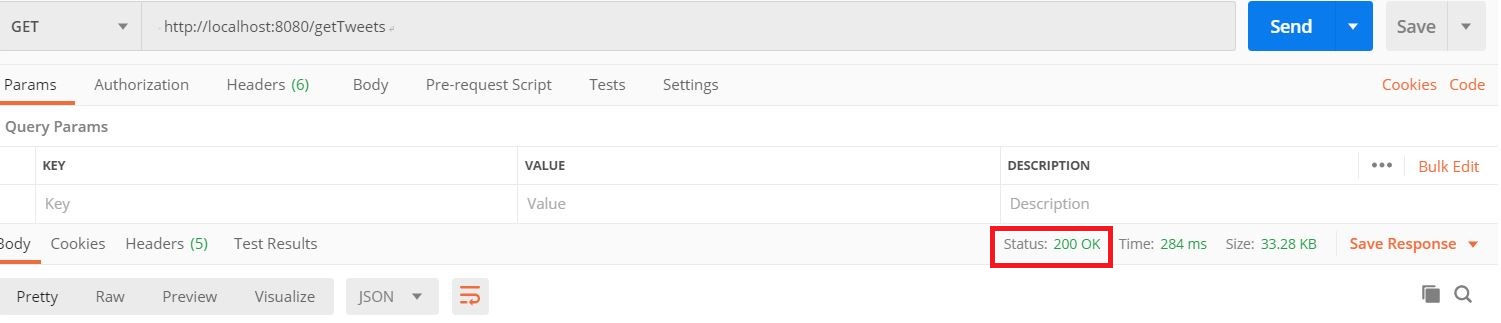 GET http://localhost:8080/getTweets Send Save
Params Authorization Headers (6) Body Pre-request Script Tests Settings Cookies Code
Query Params
KEY VALUE DESCRIPTION ••• Bulk Edit
Key Value Description
Body Cookies Headers (5) Test Results Status: 200 OK Time: 284 ms Size: 33.28 KB Save Response
Pretty Raw Preview Visualize JSON